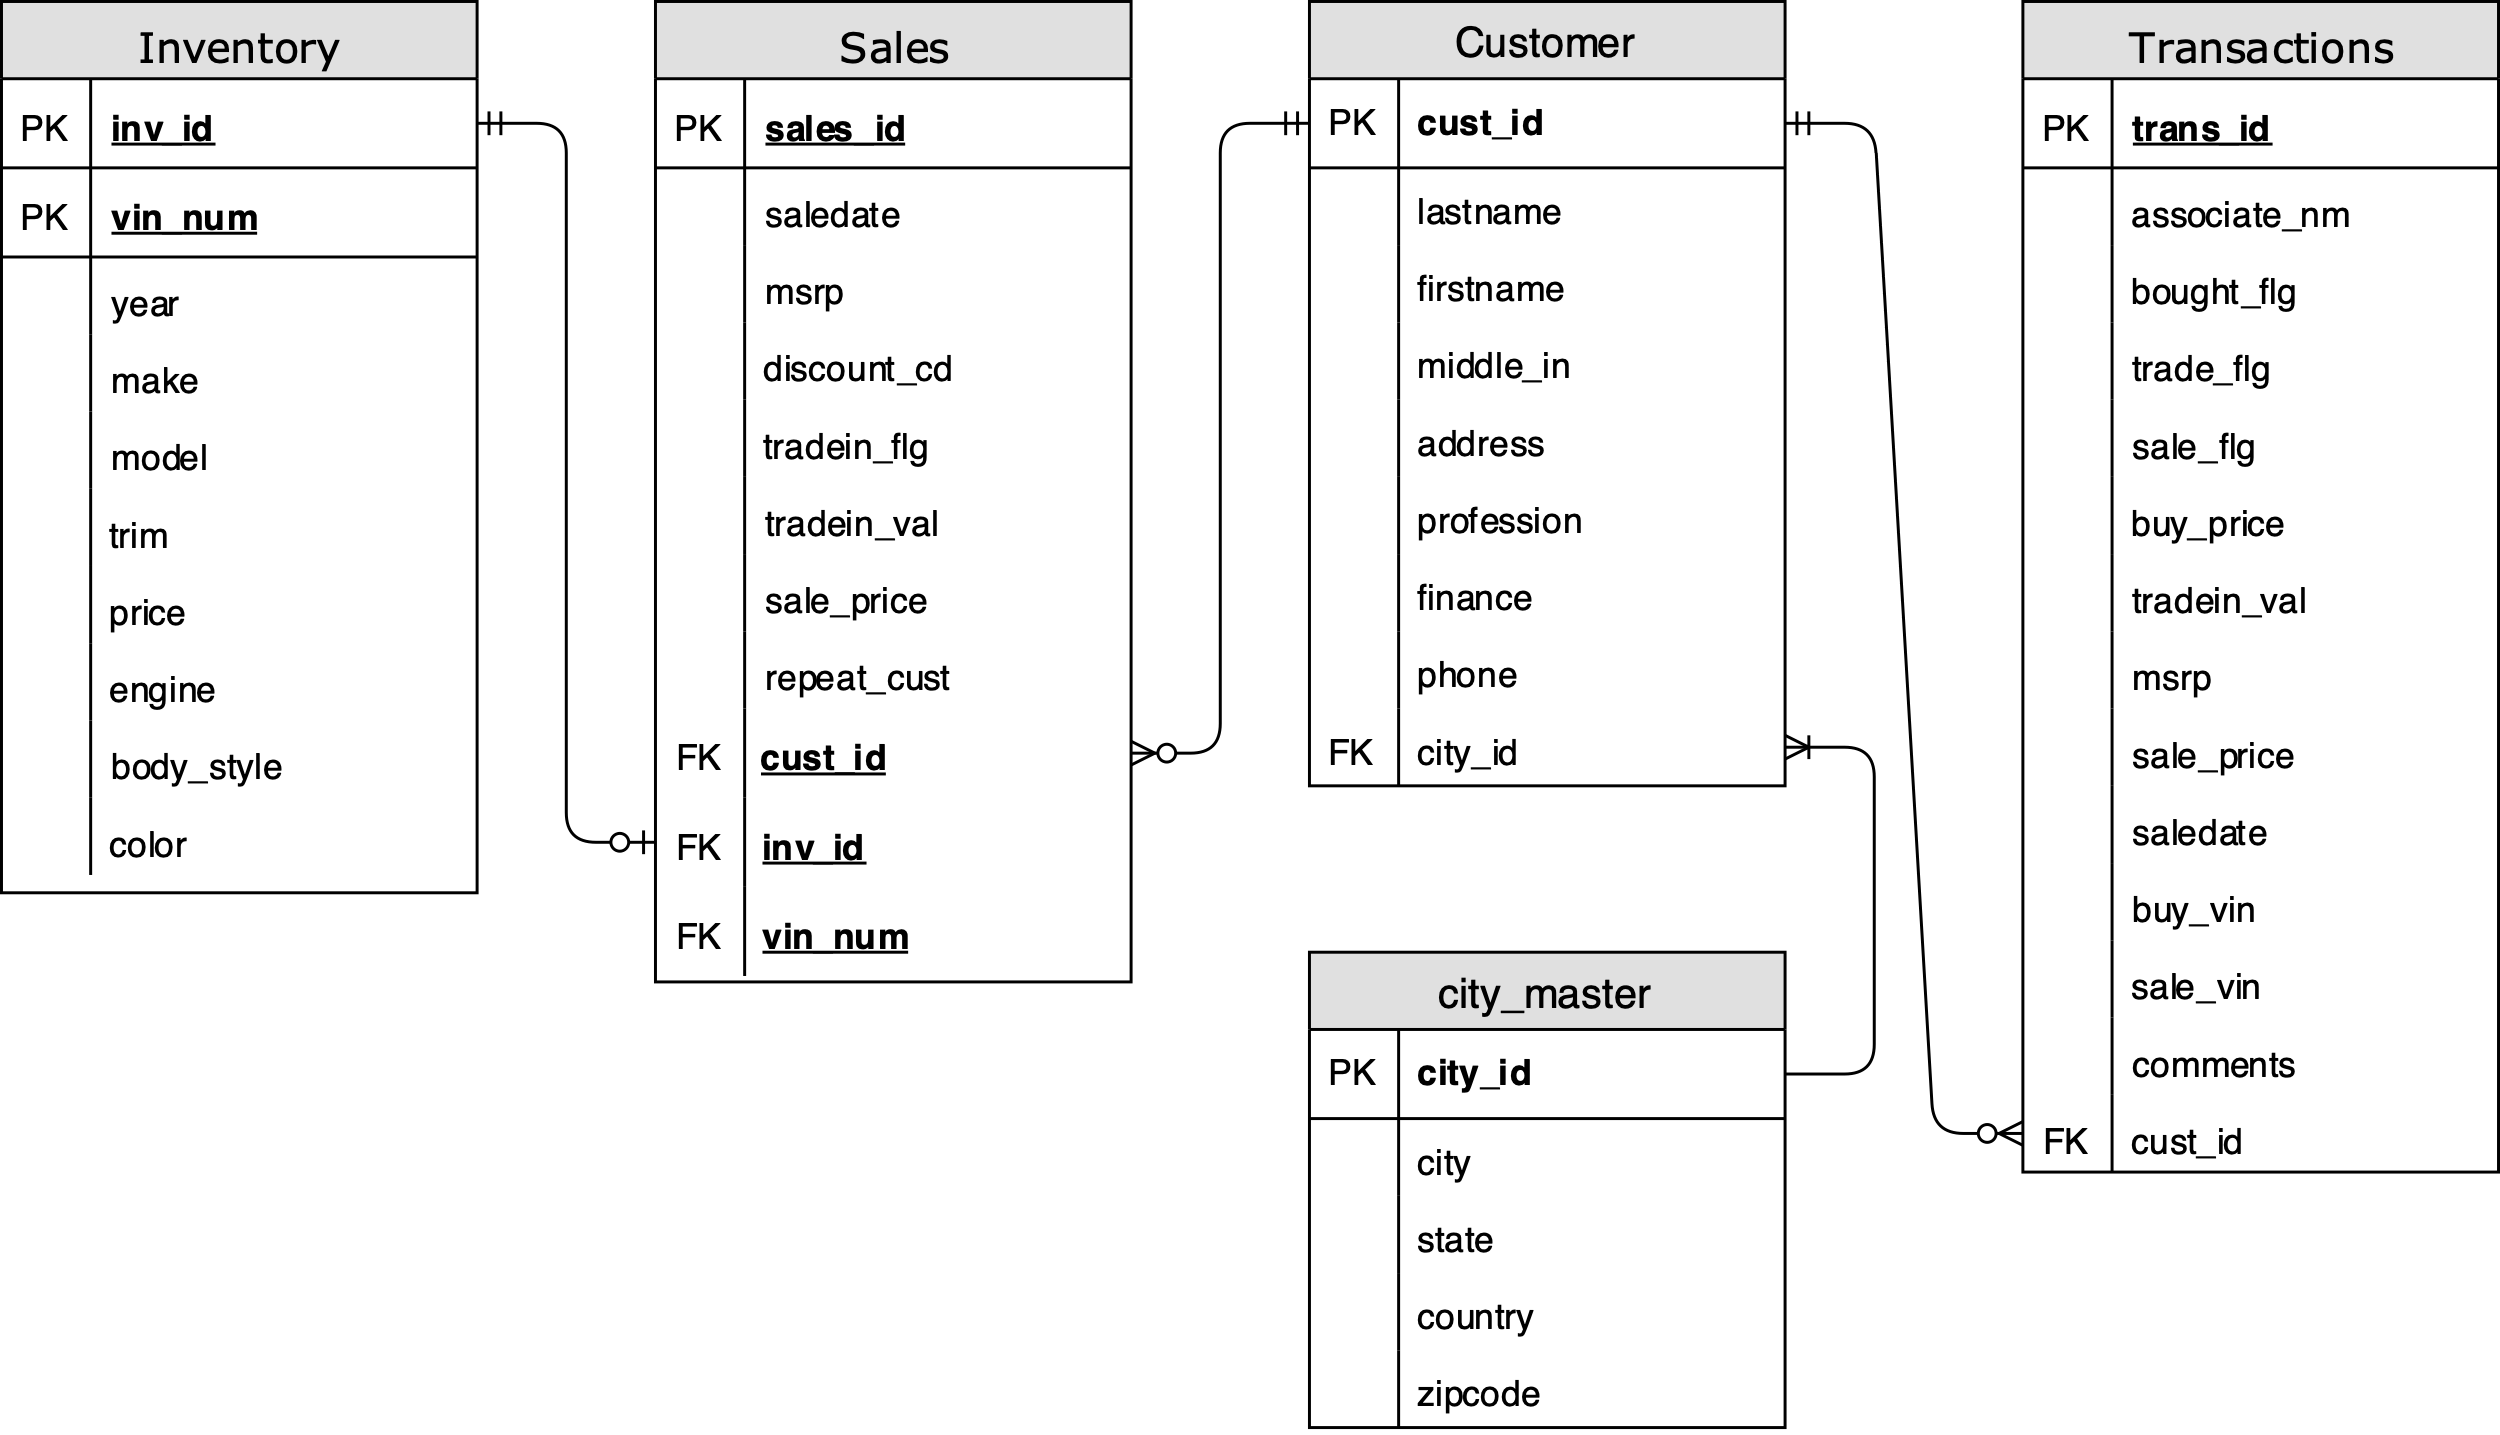 Inventory
PK inv_id
PK vin_num
year
make
model
trim
price
engine
body_style
color
Sales
PK sales_id
saledate
msrp
discount_cd
tradein_flg
tradein_val
sale_price
repeat_cust
FK cust_id
FK inv_id
FK vin_num
Customer
PK cust_id
lastname
firstname
middle_in
address
profession
finance
phone
FK city_id
city_master
PK city_id
city
state
country
zipcode
Transactions
PK trans_id
associate_nm
bought_flg
trade_flg
sale_flg
buy_price
tradein_val
msrp
sale_price
saledate
buy_vin
sale_vin
comments
FK cust_id